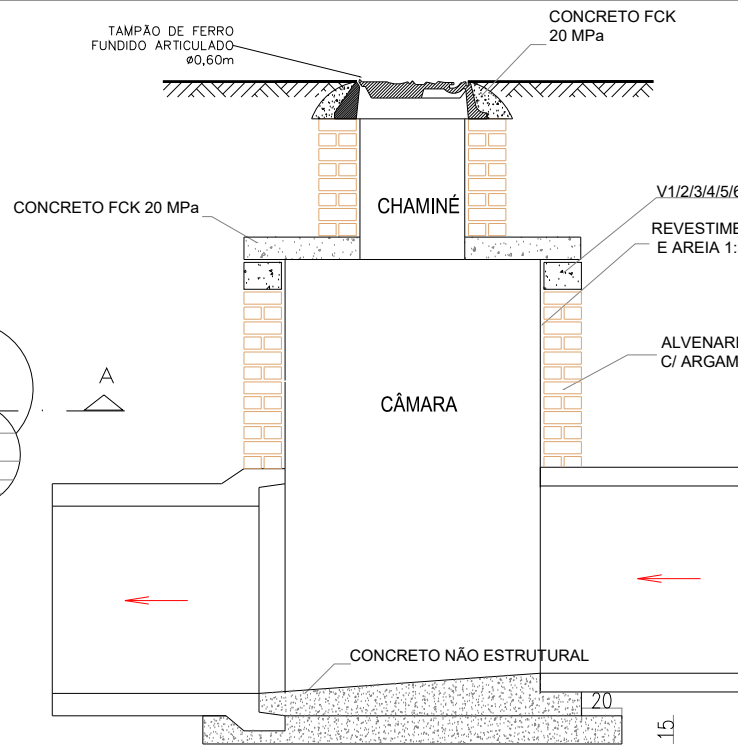 TAMPÃO DE FERRO
FUNDIDO ARTICULADO
ø0,60m
CONCRETO FCK
20 MPa
CHAMINÉ
CONCRETO FCK 20 MPa
V1/2/3/4/5/6
REVESTIME
E AREIA 1:
ALVENARI
C/ ARGAM
A
CÂMARA
CONCRETO NÃO ESTRUTURAL
20
15